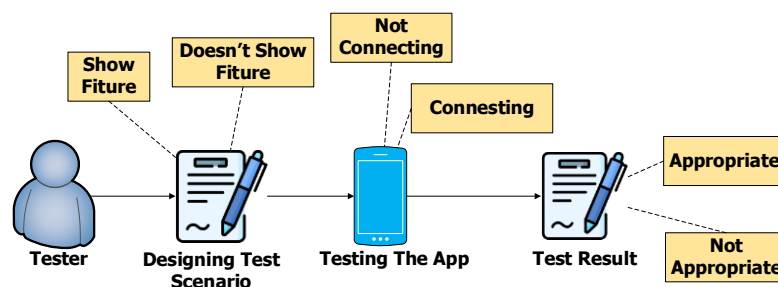 Show
Fiture
Doesn't Show
Fiture
Not
Connecting
Connesting
Appropriate
Not
Appropriate
Tester
Designing Test
Scenario
Testing The App
Test Result